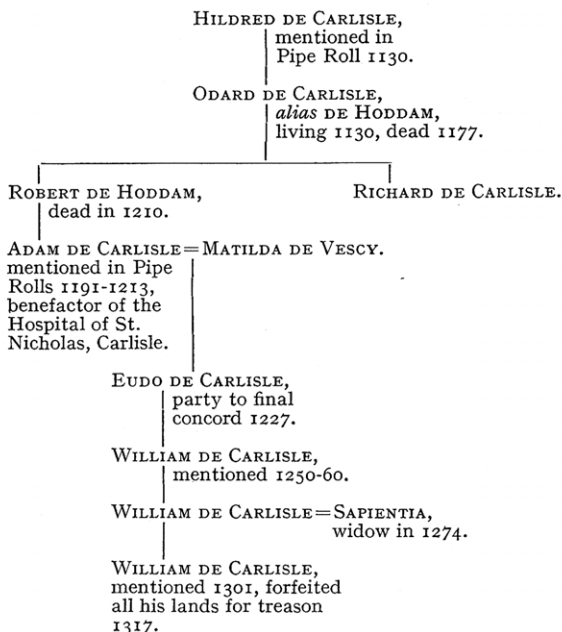 HILDRED DE CARLISLE,
mentioned in
Pipe Roll 1130.
ODARD DE CARLISLE,
alias DE HODDAM,
living 1130, dead 1177.
ROBERT DE HODDAM,
dead in 1210.
RICHARD DE CARLISLE.
ADAM DE CARLISLE=MATILDA DE VESCY.
mentioned in Pipe
Rolls 1191-1213,
benefactor of the
Hospital of St.
Nicholas, Carlisle.
EUDO DE CARLISLE,
party to final
concord 1227.
WILLIAM DE CARLISLE,
mentioned 1250-60.
WILLIAM DE CARLISLE=SAPIENTIA,
widow in 1274.
WILLIAM DE CARLISLE,
mentioned 1301, forfeited
all his lands for treason
1317.